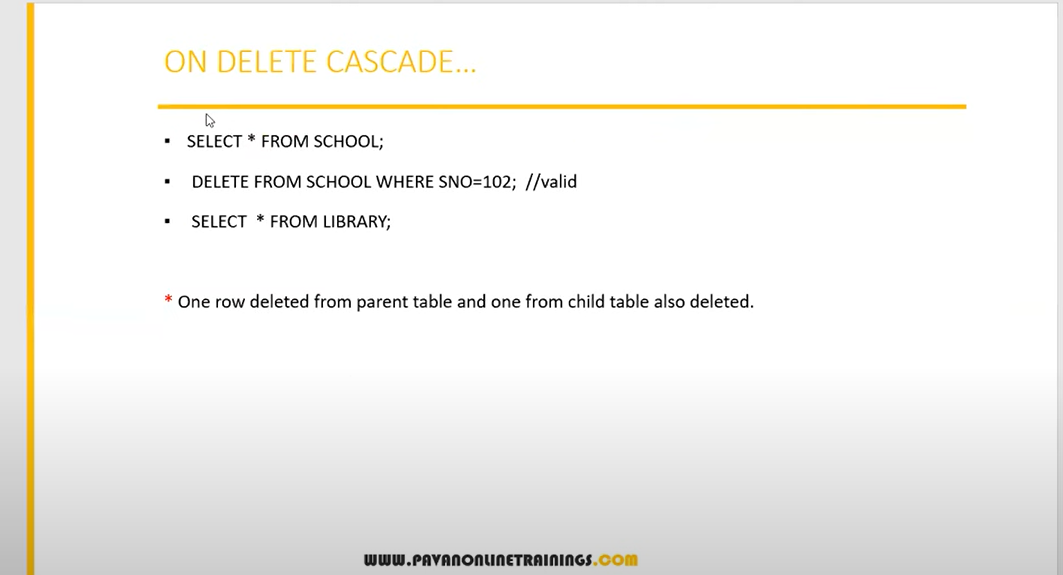 ON DELETE CASCADE...
▪ SELECT * FROM SCHOOL;
▪ DELETE FROM SCHOOL WHERE SNO=102; //valid
▪ SELECT * FROM LIBRARY;
* One row deleted from parent table and one from child table also deleted.
WWW.PAVANONLINETRAININGS.COM